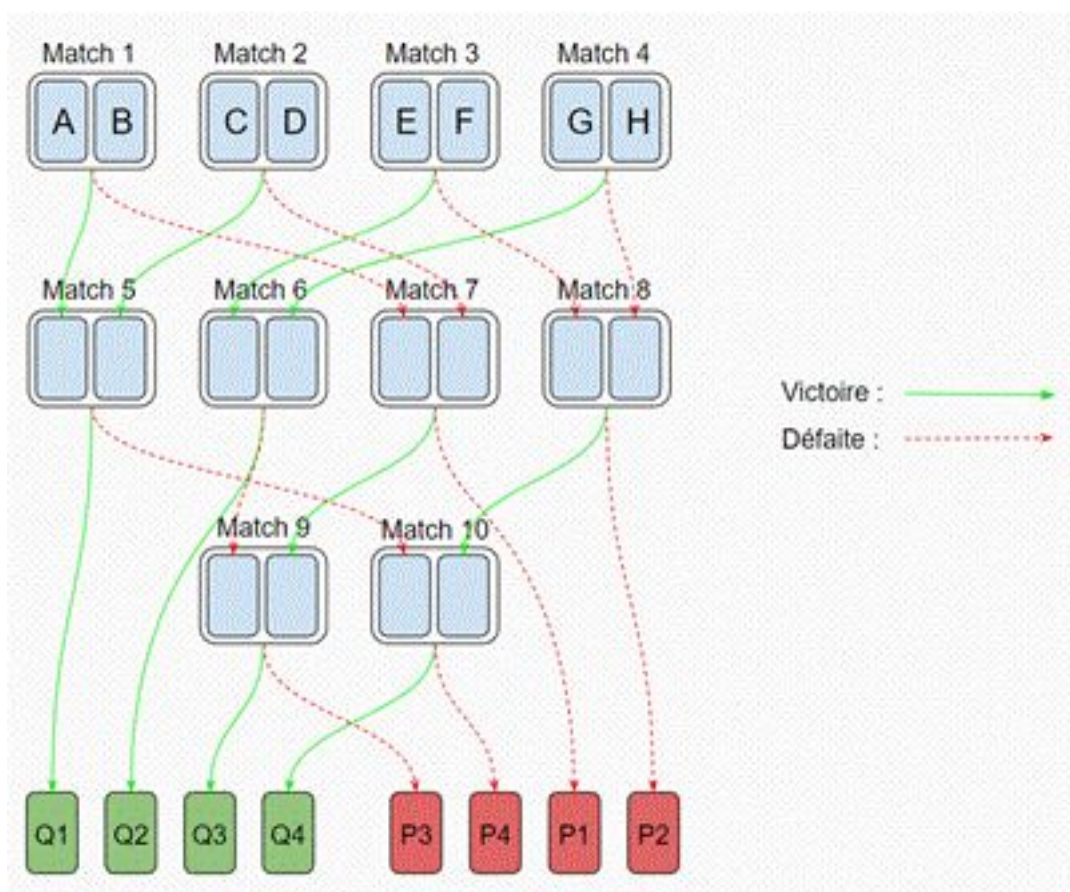 Match 1 Match 2 Match 3 Match 4
A B C D E F G H
Match 5 Match 6 Match 7 Match 8
Victoire :
Défaite :
Match 9 Match 10
Q1 Q2 Q3 Q4 P3 P4 P1 P2